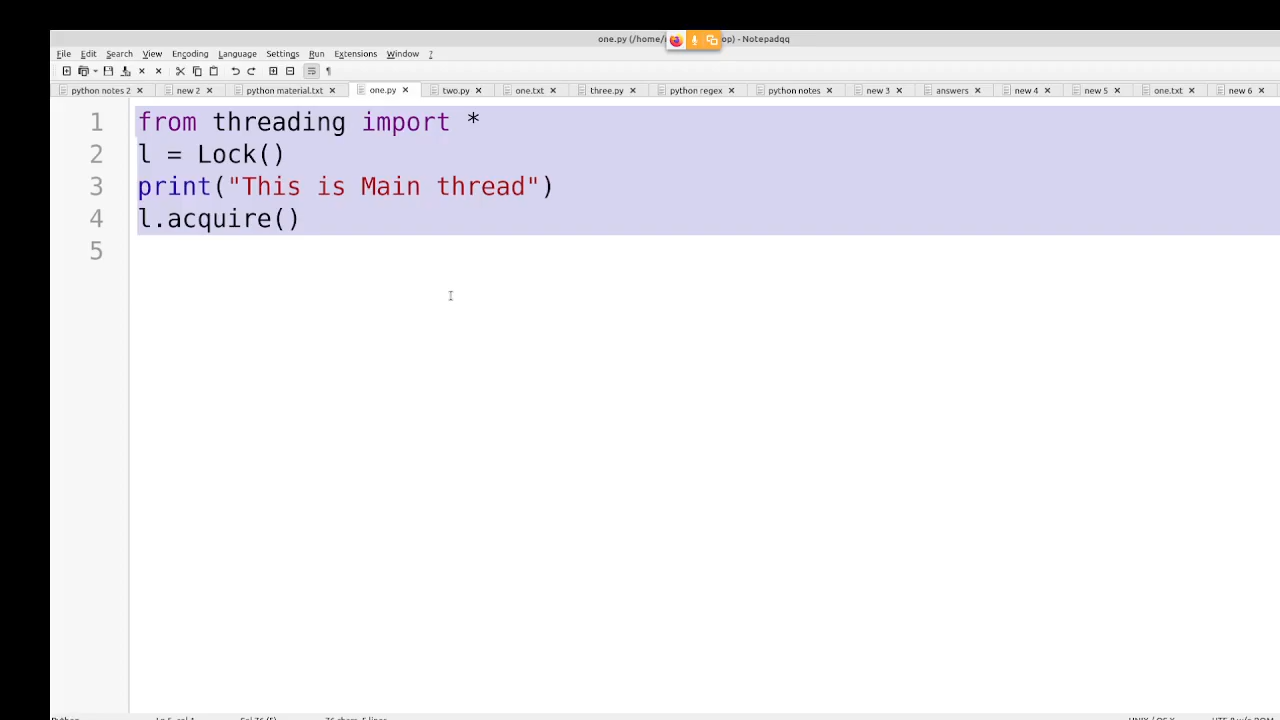 one.py (/home/ op) - Notepadqq
File Edit Search View Encoding Language Settings Run Extensions Window ?
python notes 2 new 2 python material.txt one.py two.py one.txt three.py python regex python notes new 3 answers new 4 new 5 one.txt new 6
1 from threading import *
2 l = Lock()
3 print("This is Main thread")
4 l.acquire()
5